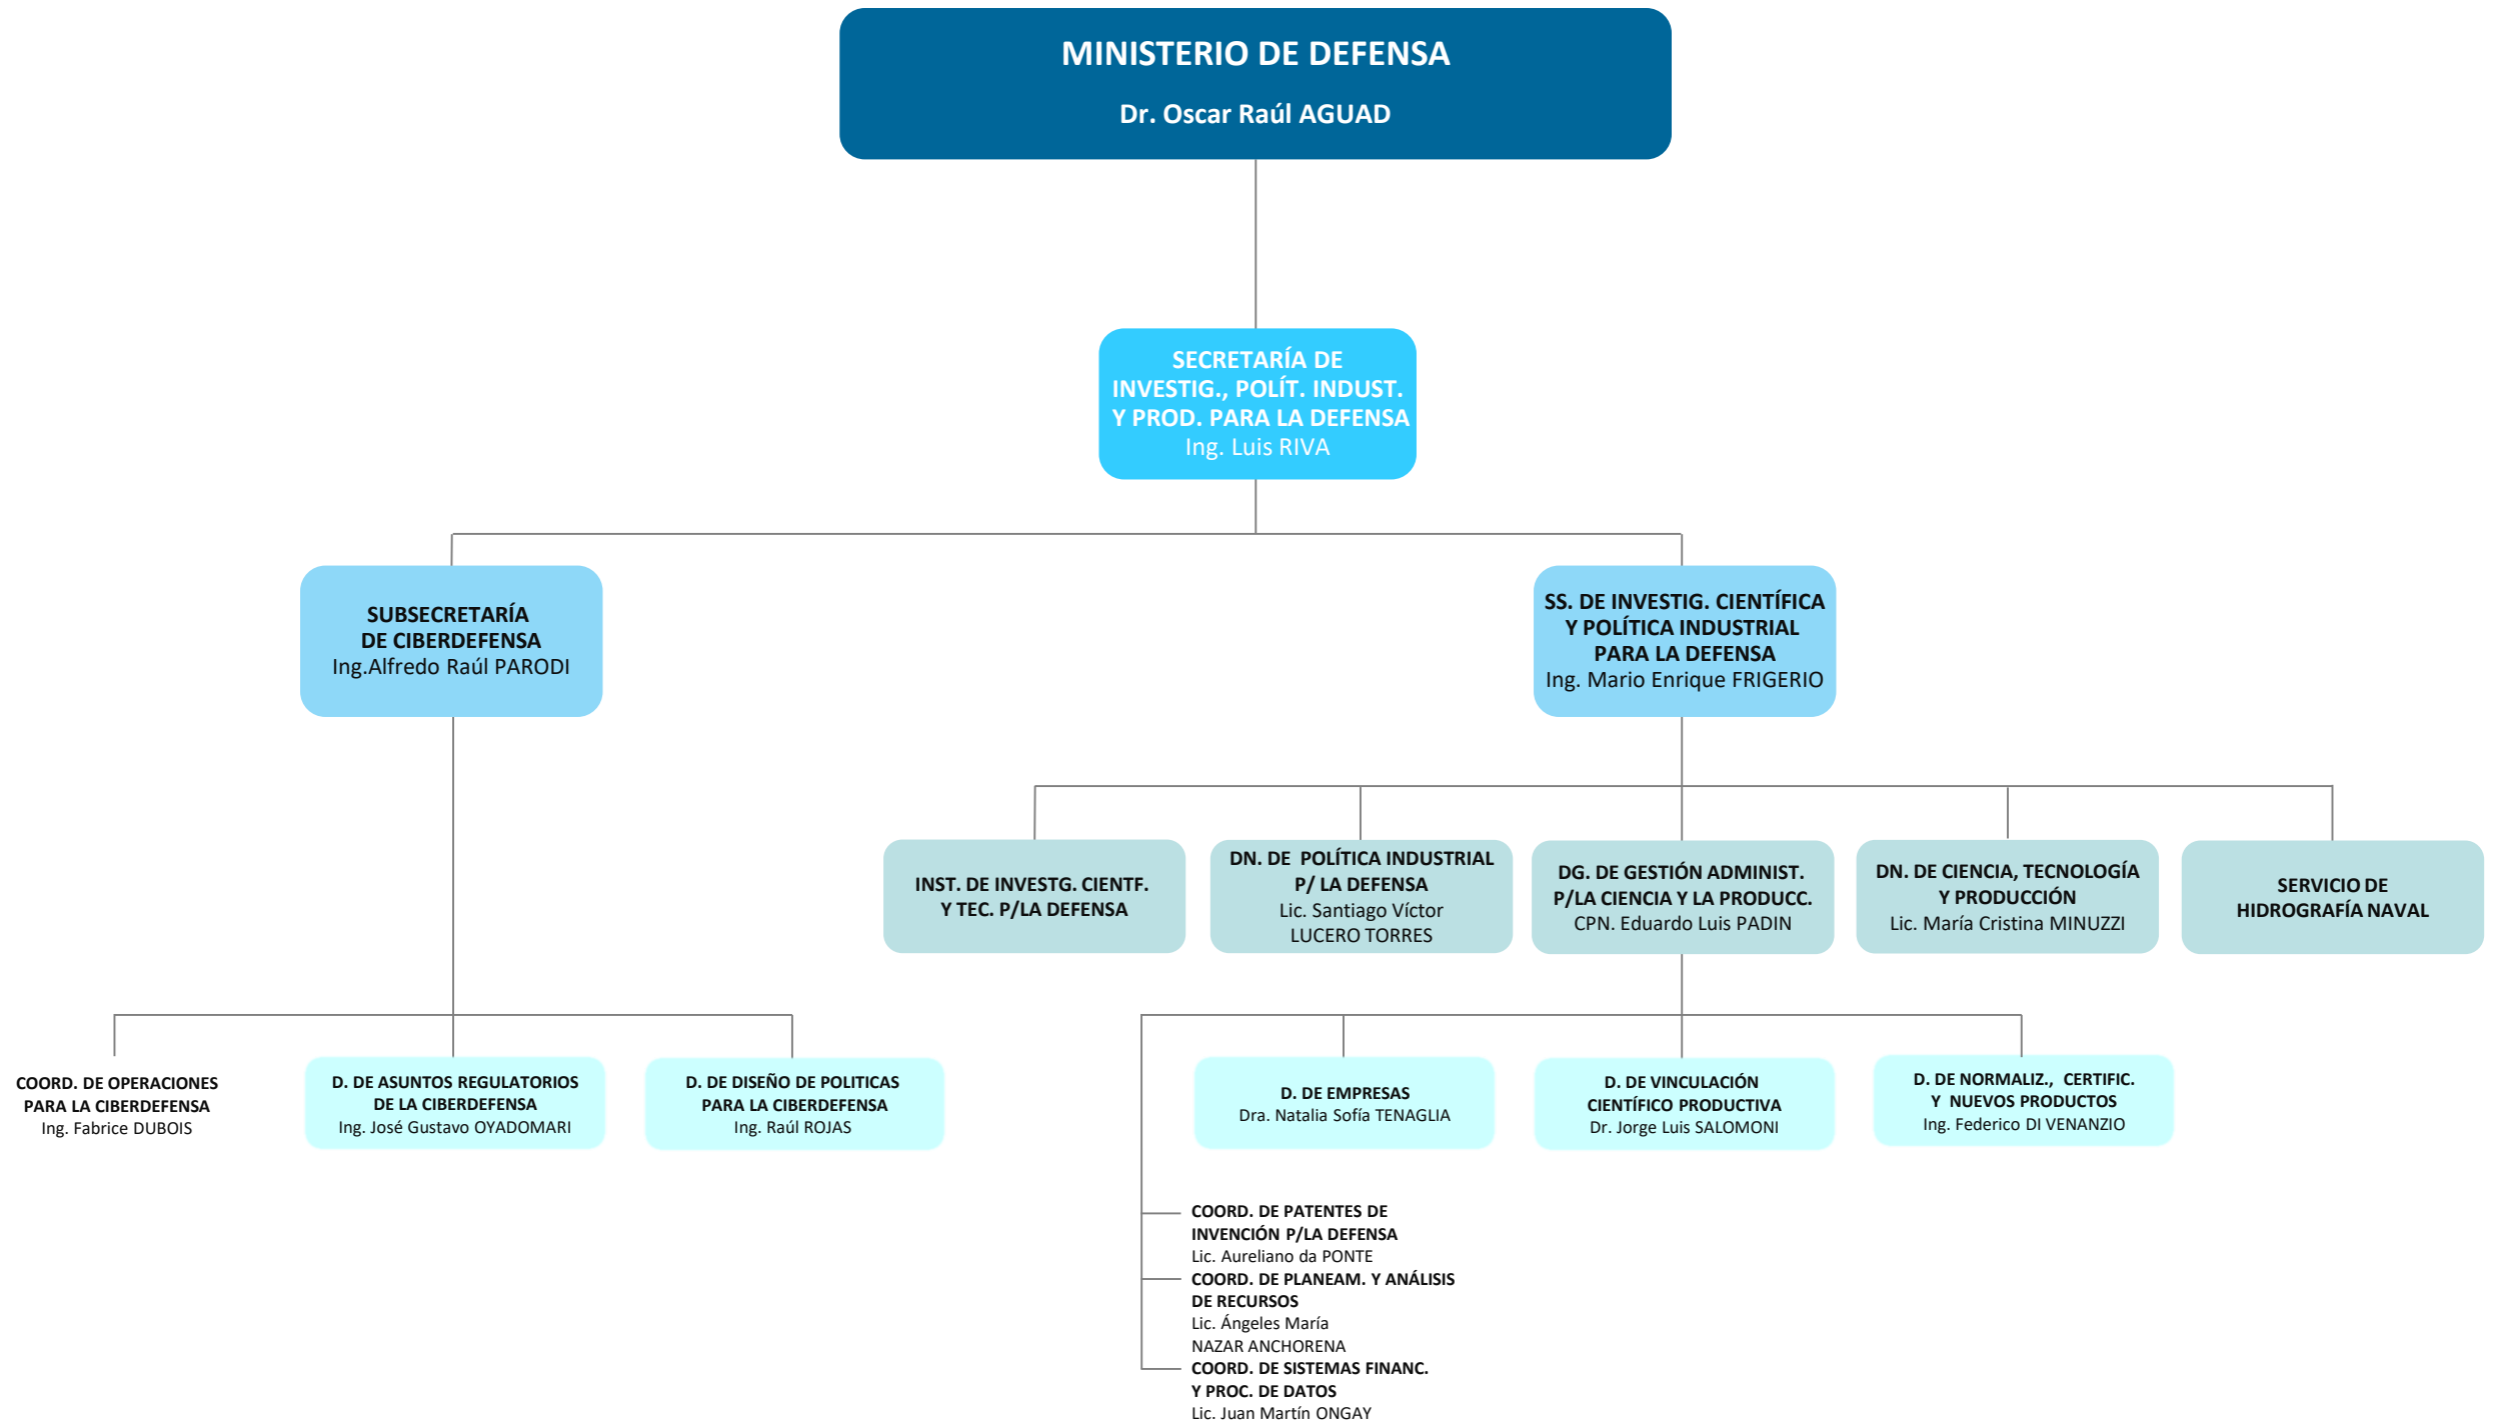 MINISTERIO DE DEFENSA
Dr. Oscar Raúl AGUAD
SECRETARÍA DE
INVESTIG., POLÍT. INDUST.
Y PROD. PARA LA DEFENSA
Ing. Luis RIVA
SUBSECRETARÍA
DE CIBERDEFENSA
Ing.Alfredo Raúl PARODI
SS. DE INVESTIG. CIENTÍFICA
Y POLÍTICA INDUSTRIAL
PARA LA DEFENSA
Ing. Mario Enrique FRIGERIO
INST. DE INVESTG. CIENTF.
Y TEC. P/LA DEFENSA
DN. DE POLÍTICA INDUSTRIAL
P/ LA DEFENSA
Lic. Santiago Víctor
LUCERO TORRES
DG. DE GESTIÓN ADMINIST.
P/LA CIENCIA Y LA PRODUCC.
CPN. Eduardo Luis PADIN
DN. DE CIENCIA, TECNOLOGÍA
Y PRODUCCIÓN
Lic. María Cristina MINUZZI
SERVICIO DE
HIDROGRAFÍA NAVAL
COORD. DE OPERACIONES
PARA LA CIBERDEFENSA
Ing. Fabrice DUBOIS
D. DE ASUNTOS REGULATORIOS
DE LA CIBERDEFENSA
Ing. José Gustavo OYADOMARI
D. DE DISEÑO DE POLITICAS
PARA LA CIBERDEFENSA
Ing. Raúl ROJAS
D. DE EMPRESAS
Dra. Natalia Sofía TENAGLIA
D. DE VINCULACIÓN
CIENTÍFICO PRODUCTIVA
Dr. Jorge Luis SALOMONI
D. DE NORMALIZ., CERTIFIC.
Y NUEVOS PRODUCTOS
Ing. Federico DI VENANZIO
COORD. DE PATENTES DE
INVENCIÓN P/LA DEFENSA
Lic. Aureliano da PONTE
COORD. DE PLANEAM. Y ANÁLISIS
DE RECURSOS
Lic. Ángeles María
NAZAR ANCHORENA
COORD. DE SISTEMAS FINANC.
Y PROC. DE DATOS
Lic. Juan Martín ONGAY